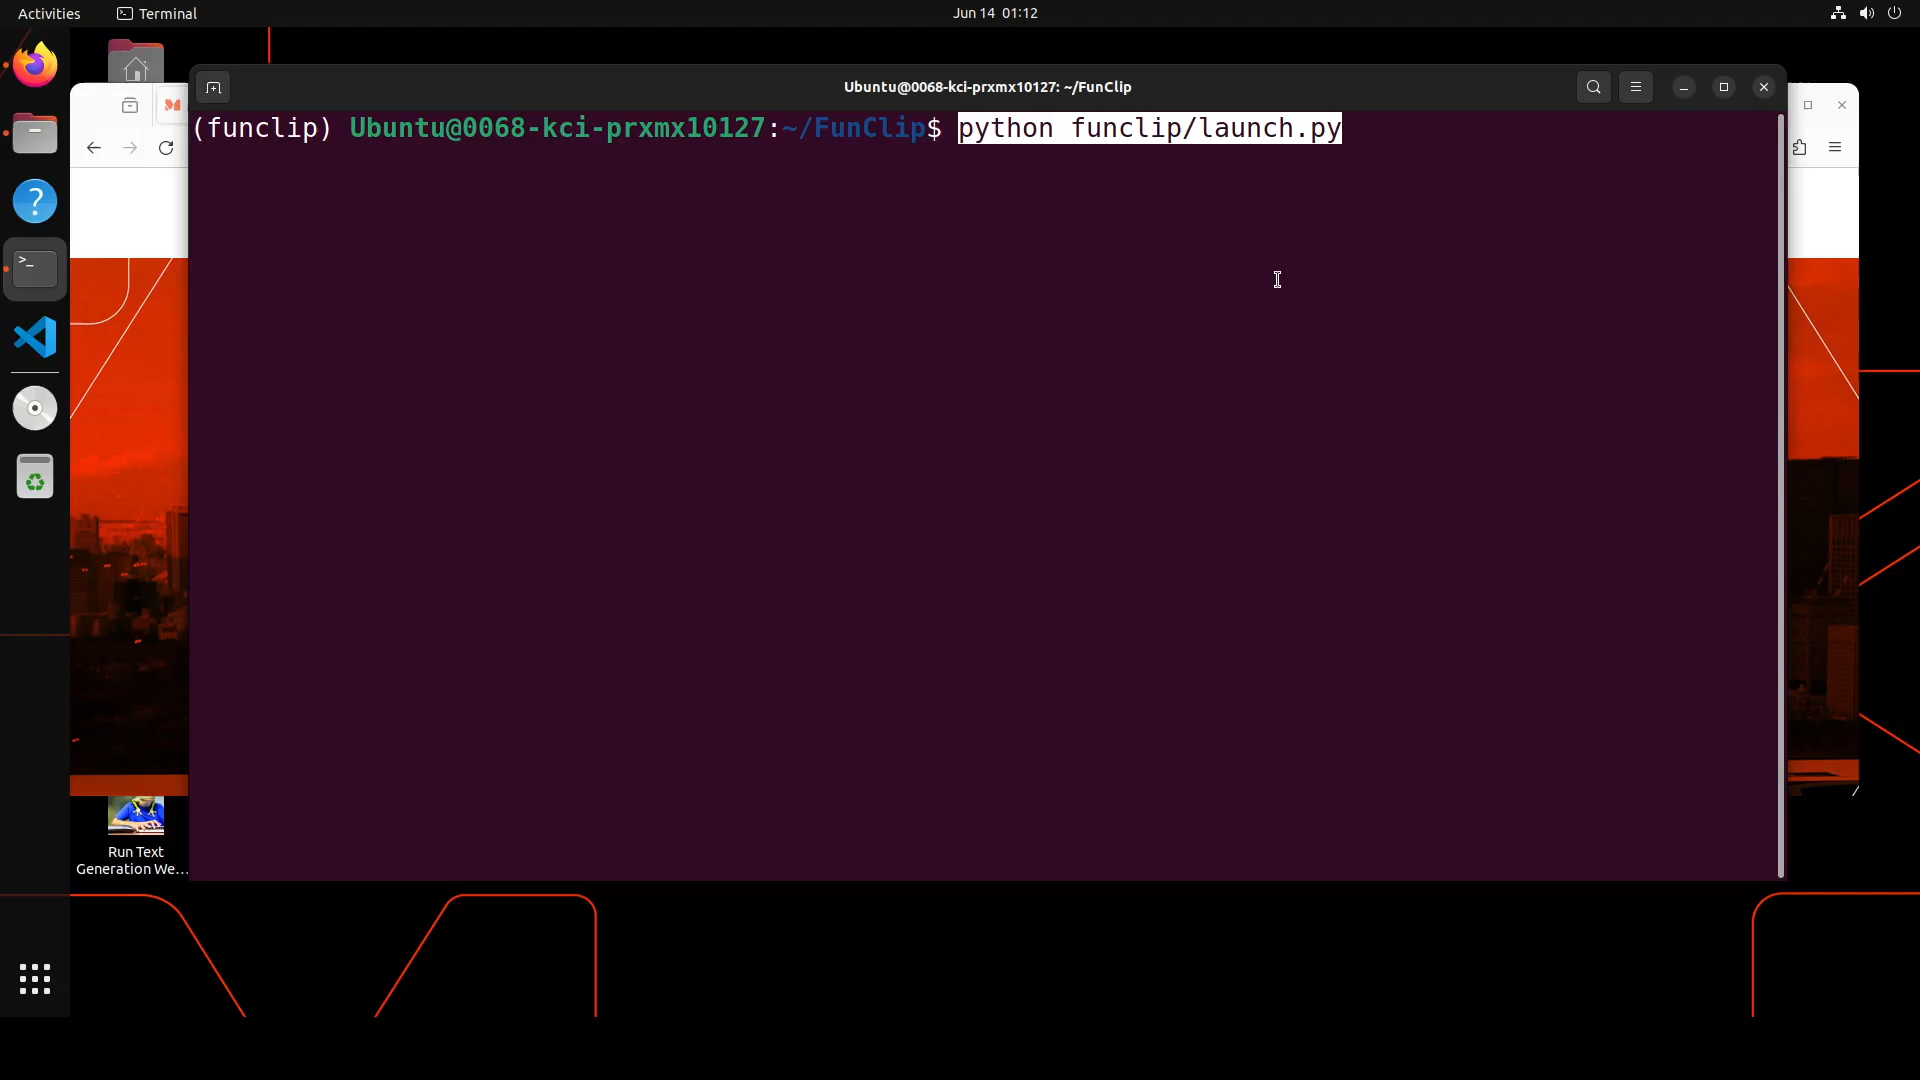 Activities
Terminal
Jun 14 01:12
Ubuntu@0068-kci-prxmx10127: ~/FunClip
(funclip) Ubuntu@0068-kci-prxmx10127:~/FunClip$ python funclip/launch.py
Run Text
Generation We...